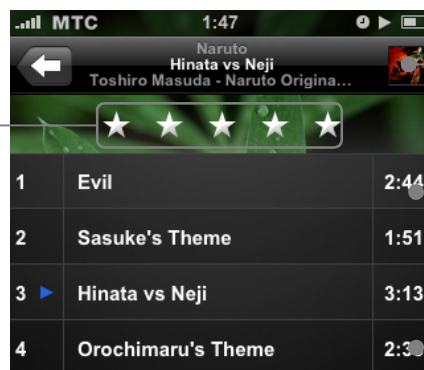 MTC 1:47
Naruto
Hinata vs Neji
Toshiro Masuda - Naruto Origina...
1 Evil 2:44
2 Sasuke's Theme 1:51
3 Hinata vs Neji 3:13
4 Orochimaru's Theme